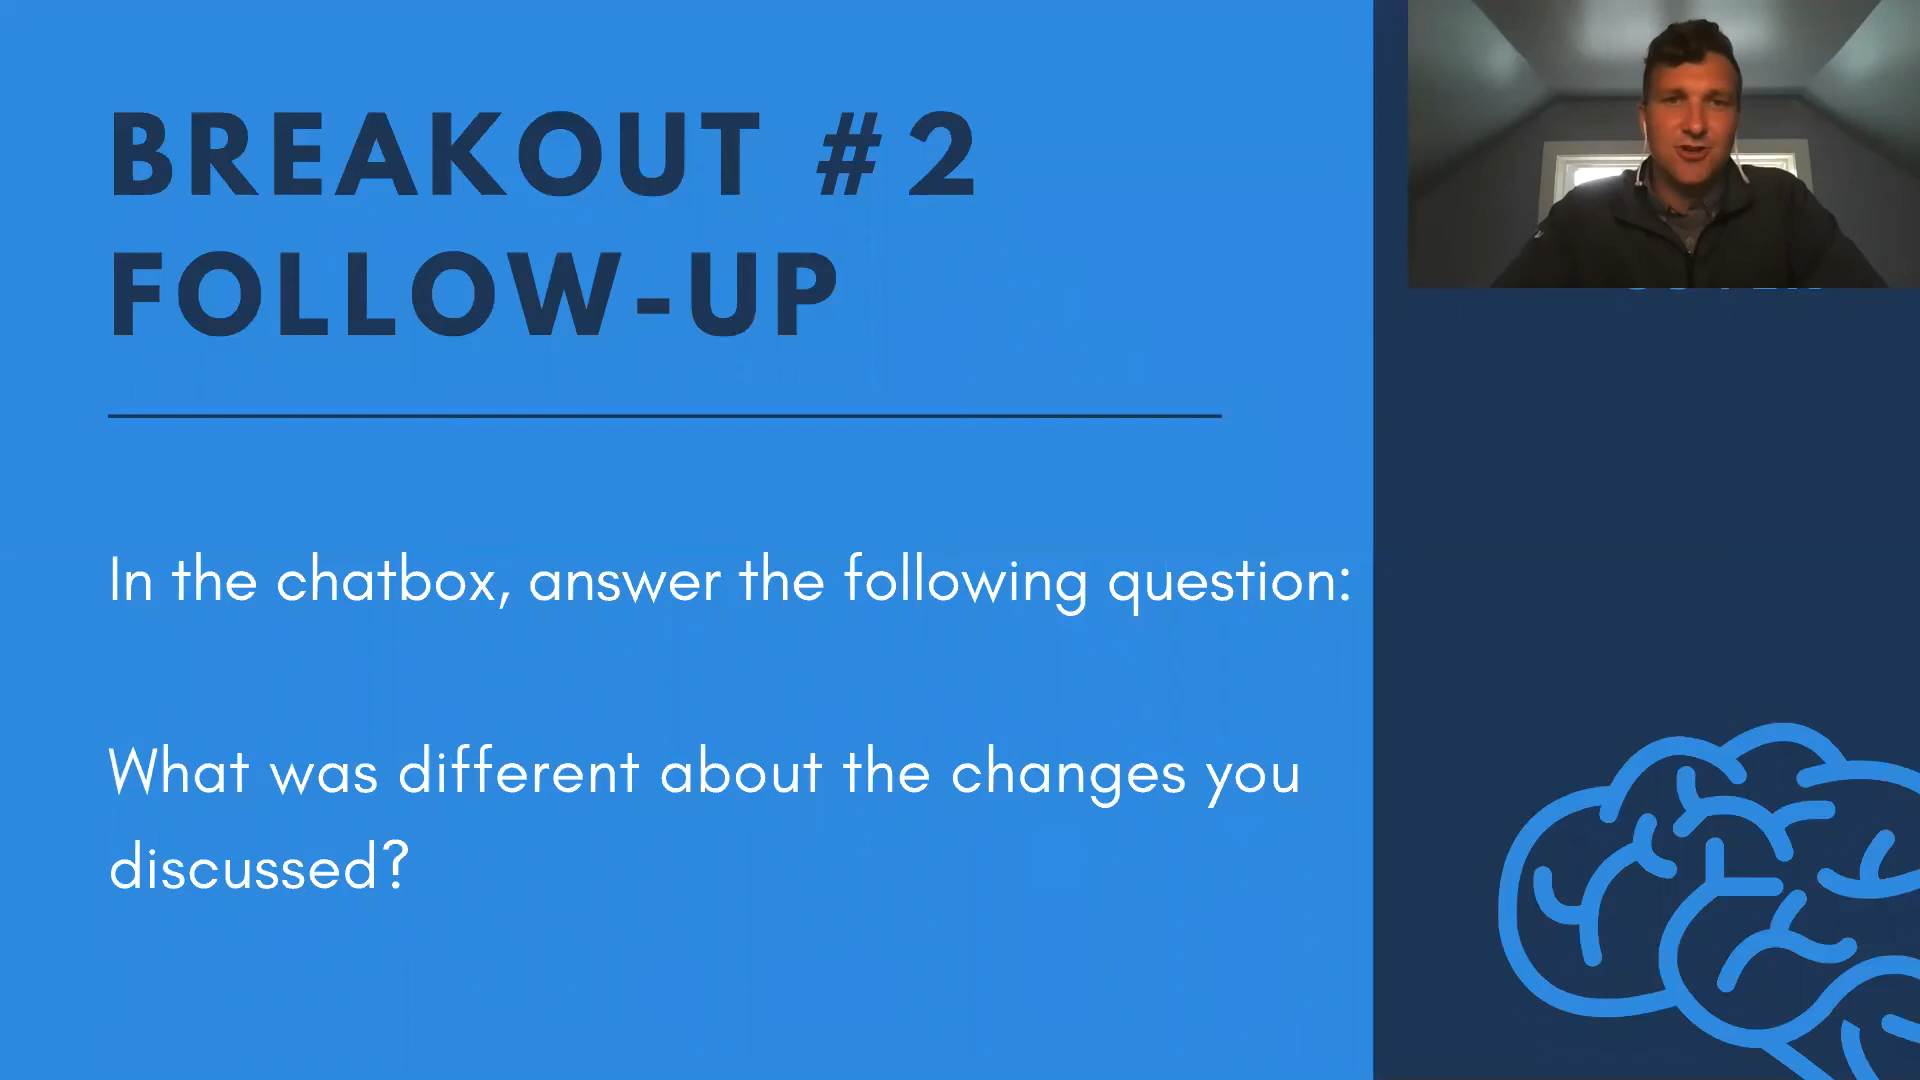 BREAKOUT #2
FOLLOW-UP
In the chatbox, answer the following question:
What was different about the changes you
discussed?